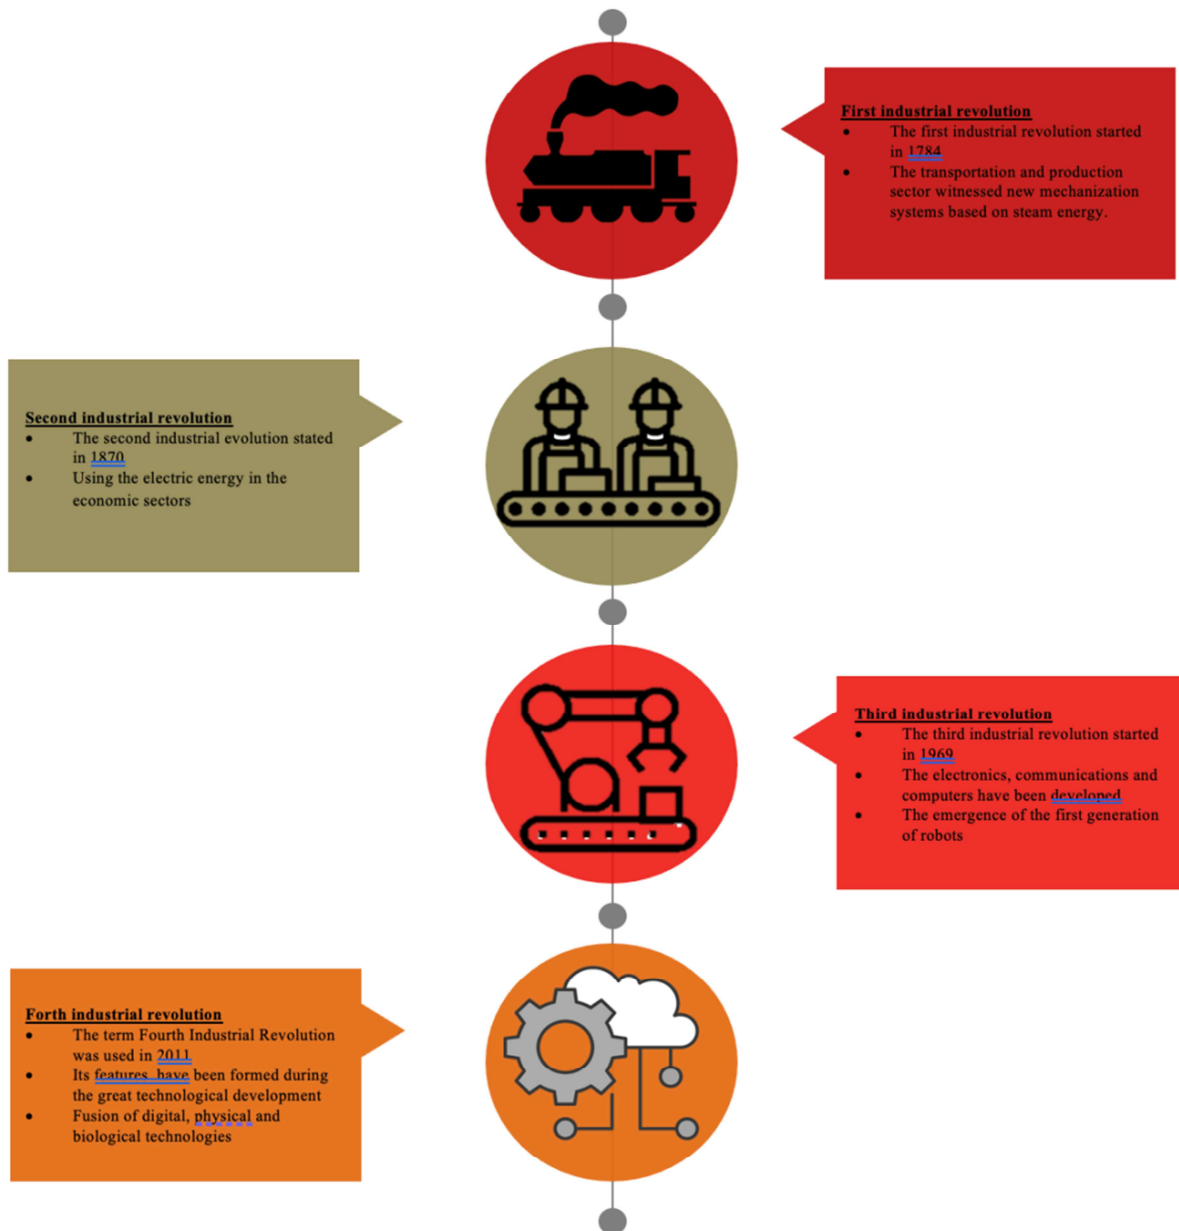 First industrial revolution
• The first industrial revolution started
in 1784
• The transportation and production
sector witnessed new mechanization
systems based on steam energy.
Second industrial revolution
• The second industrial evolution stated
in 1870
• Using the electric energy in the
economic sectors
Third industrial revolution
• The third industrial revolution started
in 1969
• The electronics, communications and
computers have been developed
• The emergence of the first generation
of robots
Forth industrial revolution
• The term Fourth Industrial Revolution
was used in 2011
• Its features have been formed during
the great technological development
• Fusion of digital, physical and
biological technologies